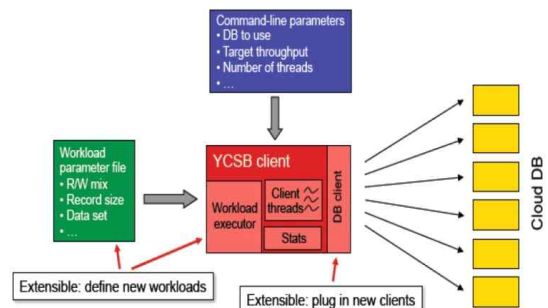 Command-line parameters
• DB to use
• Target throughput
• Number of threads
• ...
Workload
parameter file
• R/W mix
• Record size
• Data set
• ...
YCSB client
Workload
executor
Client
threads
Stats
DB client
Cloud DB
Extensible: define new workloads
Extensible: plug in new clients